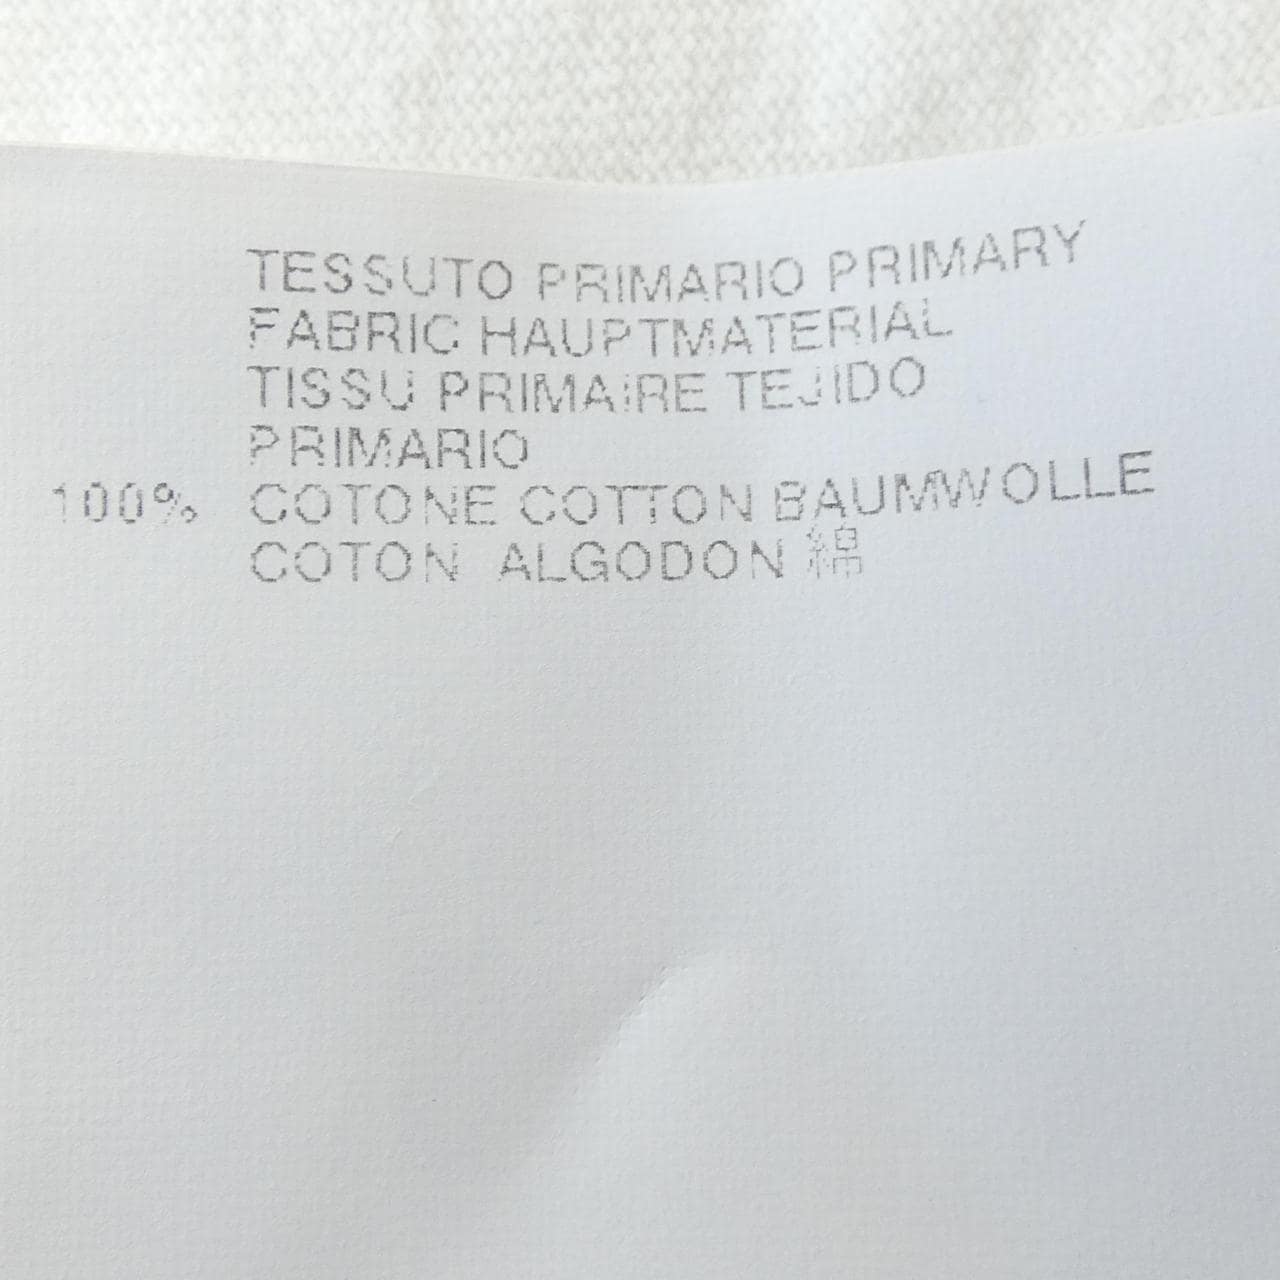 TESSUTO PRIMARIO PRIMARY
FABRIC HAUPTMATERIAL
TISSU PRIMAIRE TEJIDO
PRIMARIO
100% COTONE COTTON BAUMWOLLE
COTON ALGODON 綿